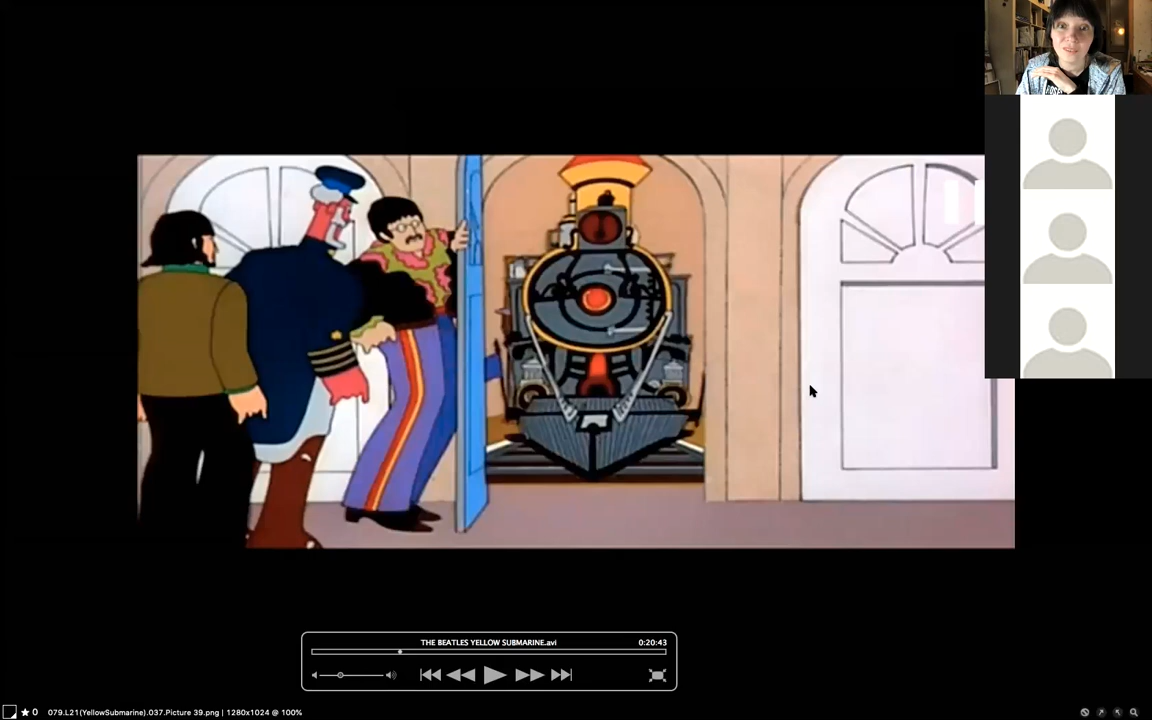 THE BEATLES YELLOW SUBMARINE.avi
0:20:43
0
079.L21(YellowSubmarine).037.Picture 39.png | 1280x1024 @ 100%